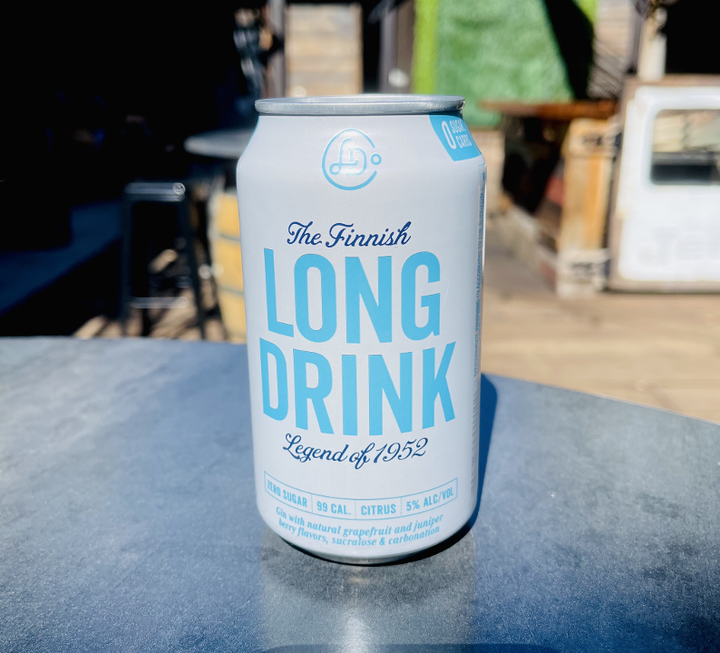 0 SUGAR
CARBS
LD
The Finnish
LONG
DRINK
Legend of 1952
ZERO SUGAR 99 CAL. CITRUS 5% ALC/VOL
Gin with natural grapefruit and juniper
berry flavors, sucralose & carbonation